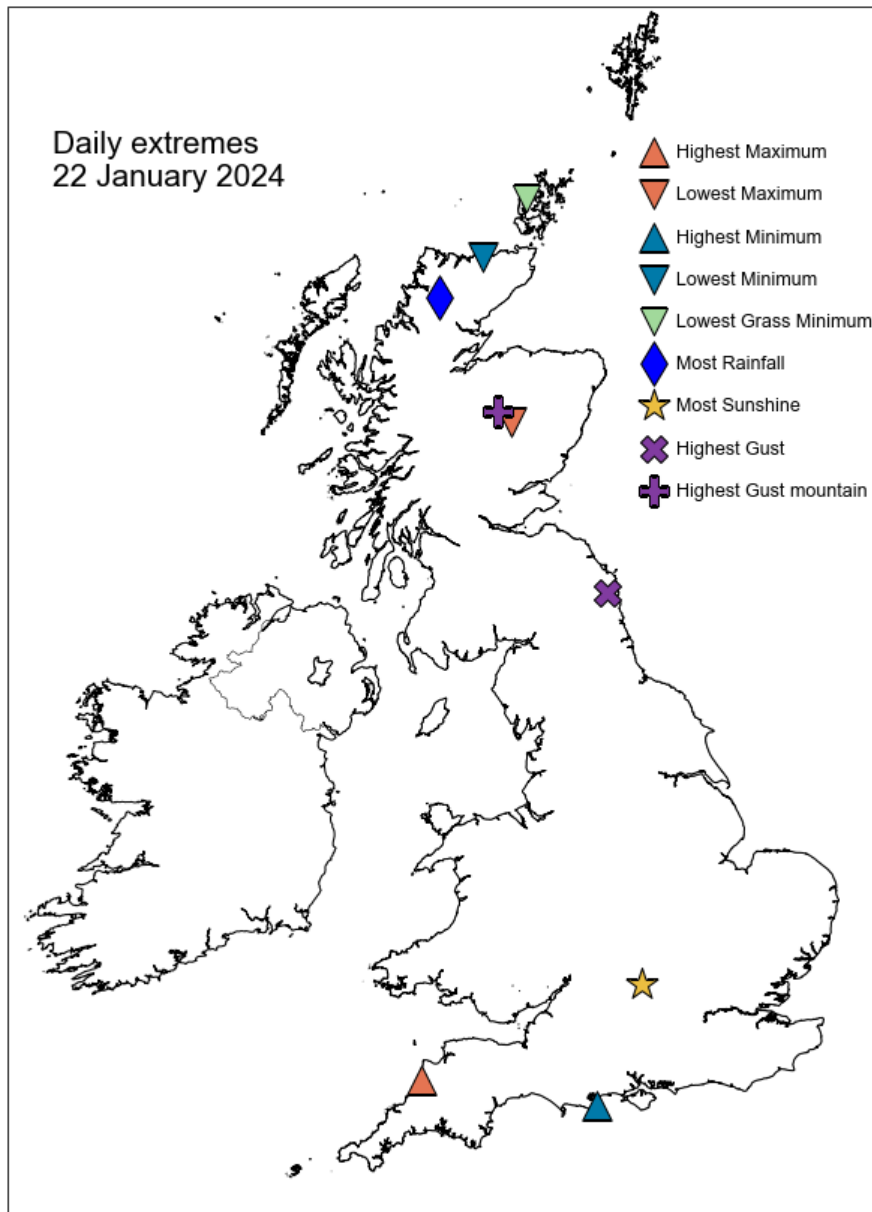 Daily extremes
22 January 2024
Highest Maximum
Lowest Maximum
Highest Minimum
Lowest Minimum
Lowest Grass Minimum
Most Rainfall
Most Sunshine
Highest Gust
Highest Gust mountain